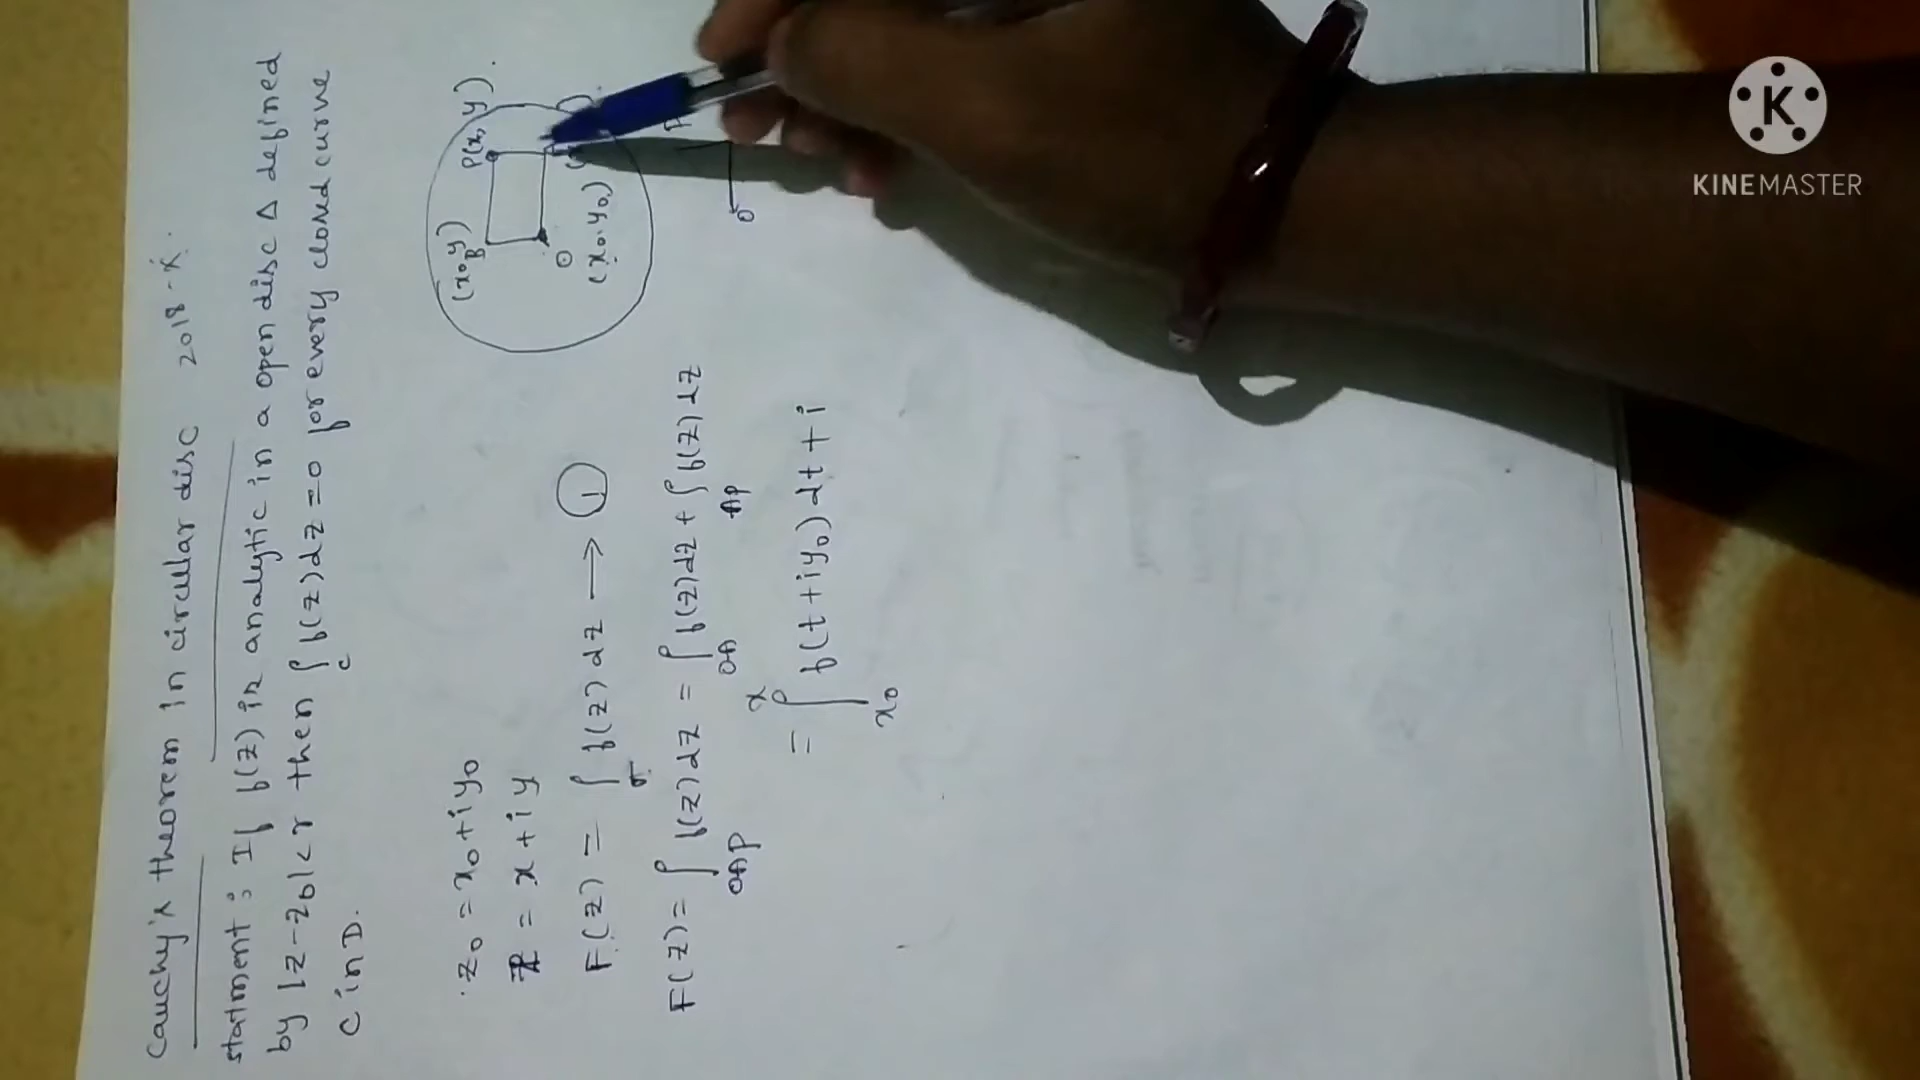 Cauchy's theorem in circular disc 2018-
statment : If f(z) is analytic in a open disc Δ defined
by |z-z0|<r then ∫c f(z)dz=0 for every closed curve
C in D.
z0 = x0+iy0
z = x+iy
F(z) = ∫σ f(z)dz → ①
F(z) = ∫OAP f(z)dz = ∫OA f(z)dz + ∫AP f(z)dz
= ∫x0^x f(t+iy0)dt + i
(x0,y)
B
P(x,y)
O
(x0,y0)
O
KINEMASTER